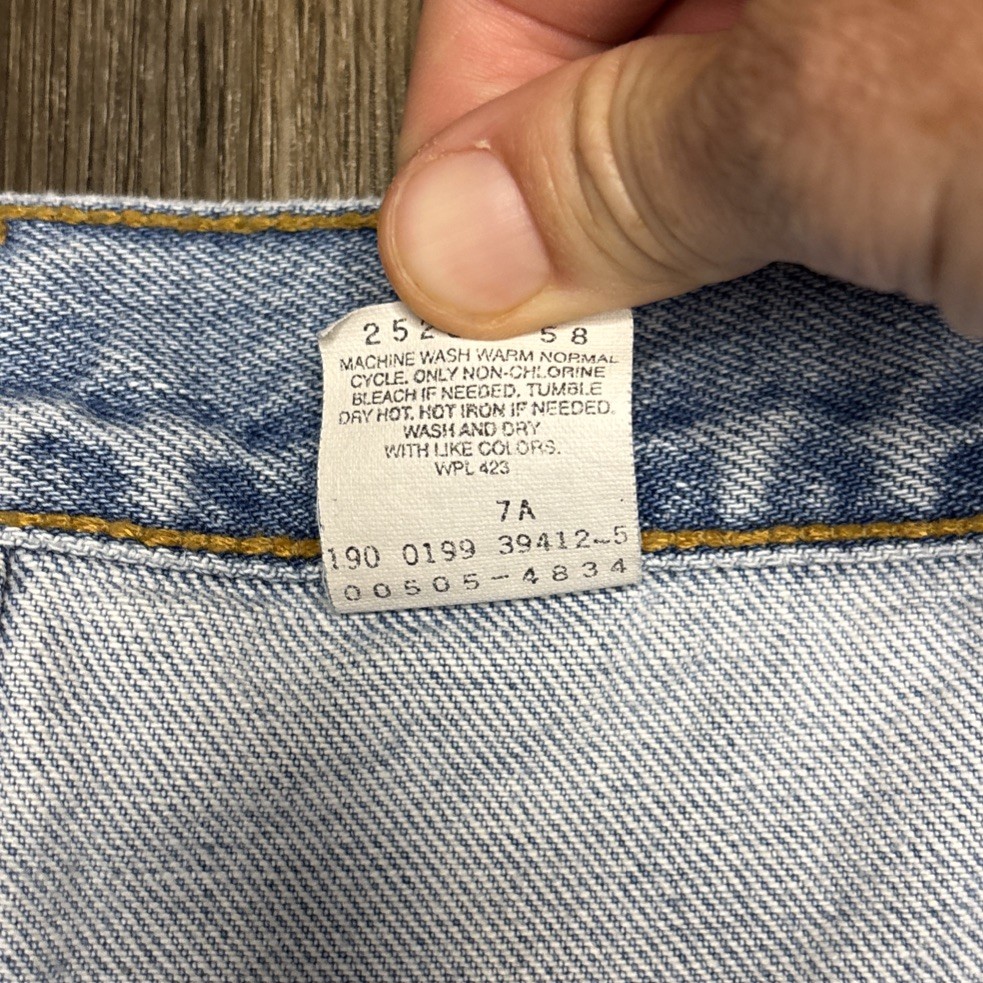 252 58
MACHINE WASH WARM NORMAL
CYCLE. ONLY NON-CHLORINE
BLEACH IF NEEDED. TUMBLE
DRY HOT. HOT IRON IF NEEDED.
WASH AND DRY
WITH LIKE COLORS.
WPL 423
7A
190 0199 39412-5
00505-4834